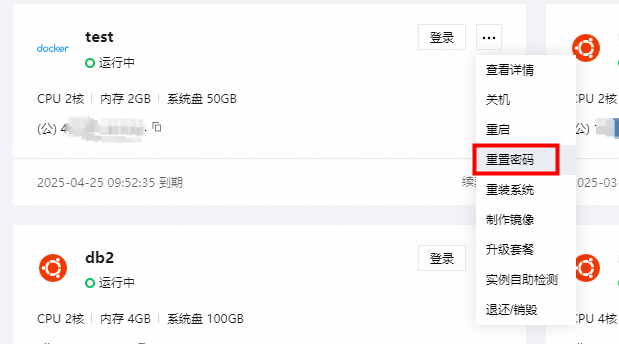 test
登录
...
docker
运行中
CPU 2核 | 内存 2GB | 系统盘 50GB
(公) 4
2025-04-25 09:52:35 到期
续
查看详情
关机
重启
重置密码
重装系统
制作镜像
升级套餐
实例自助检测
退还/销毁
db2
登录
运行中
CPU 2核 | 内存 4GB | 系统盘 100GB
(公) 1
2025-03-
CPU 4核